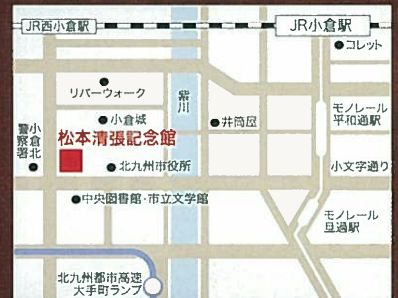 JR西小倉駅
JR小倉駅
コレット
リバーウォーク
紫川
小倉城
井筒屋
モノレール
平和通駅
松本清張記念館
小倉北
警察署
北九州市役所
小文字通り
中央図書館・市立文学館
モノレール
旦過駅
北九州都市高速
大手町ランプ